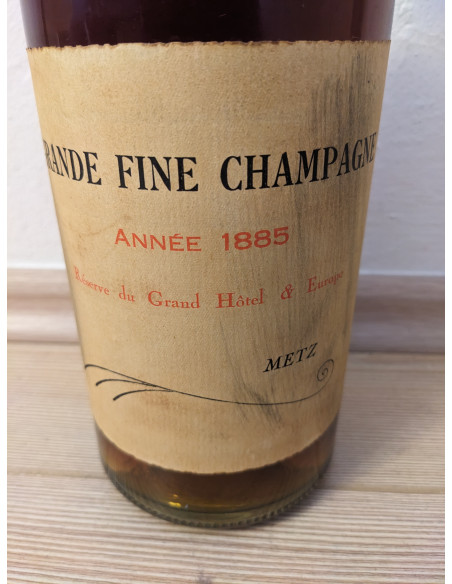 RANDE FINE CHAMPAGNE
ANNÉE 1885
Réserve du Grand Hôtel & Europe
METZ